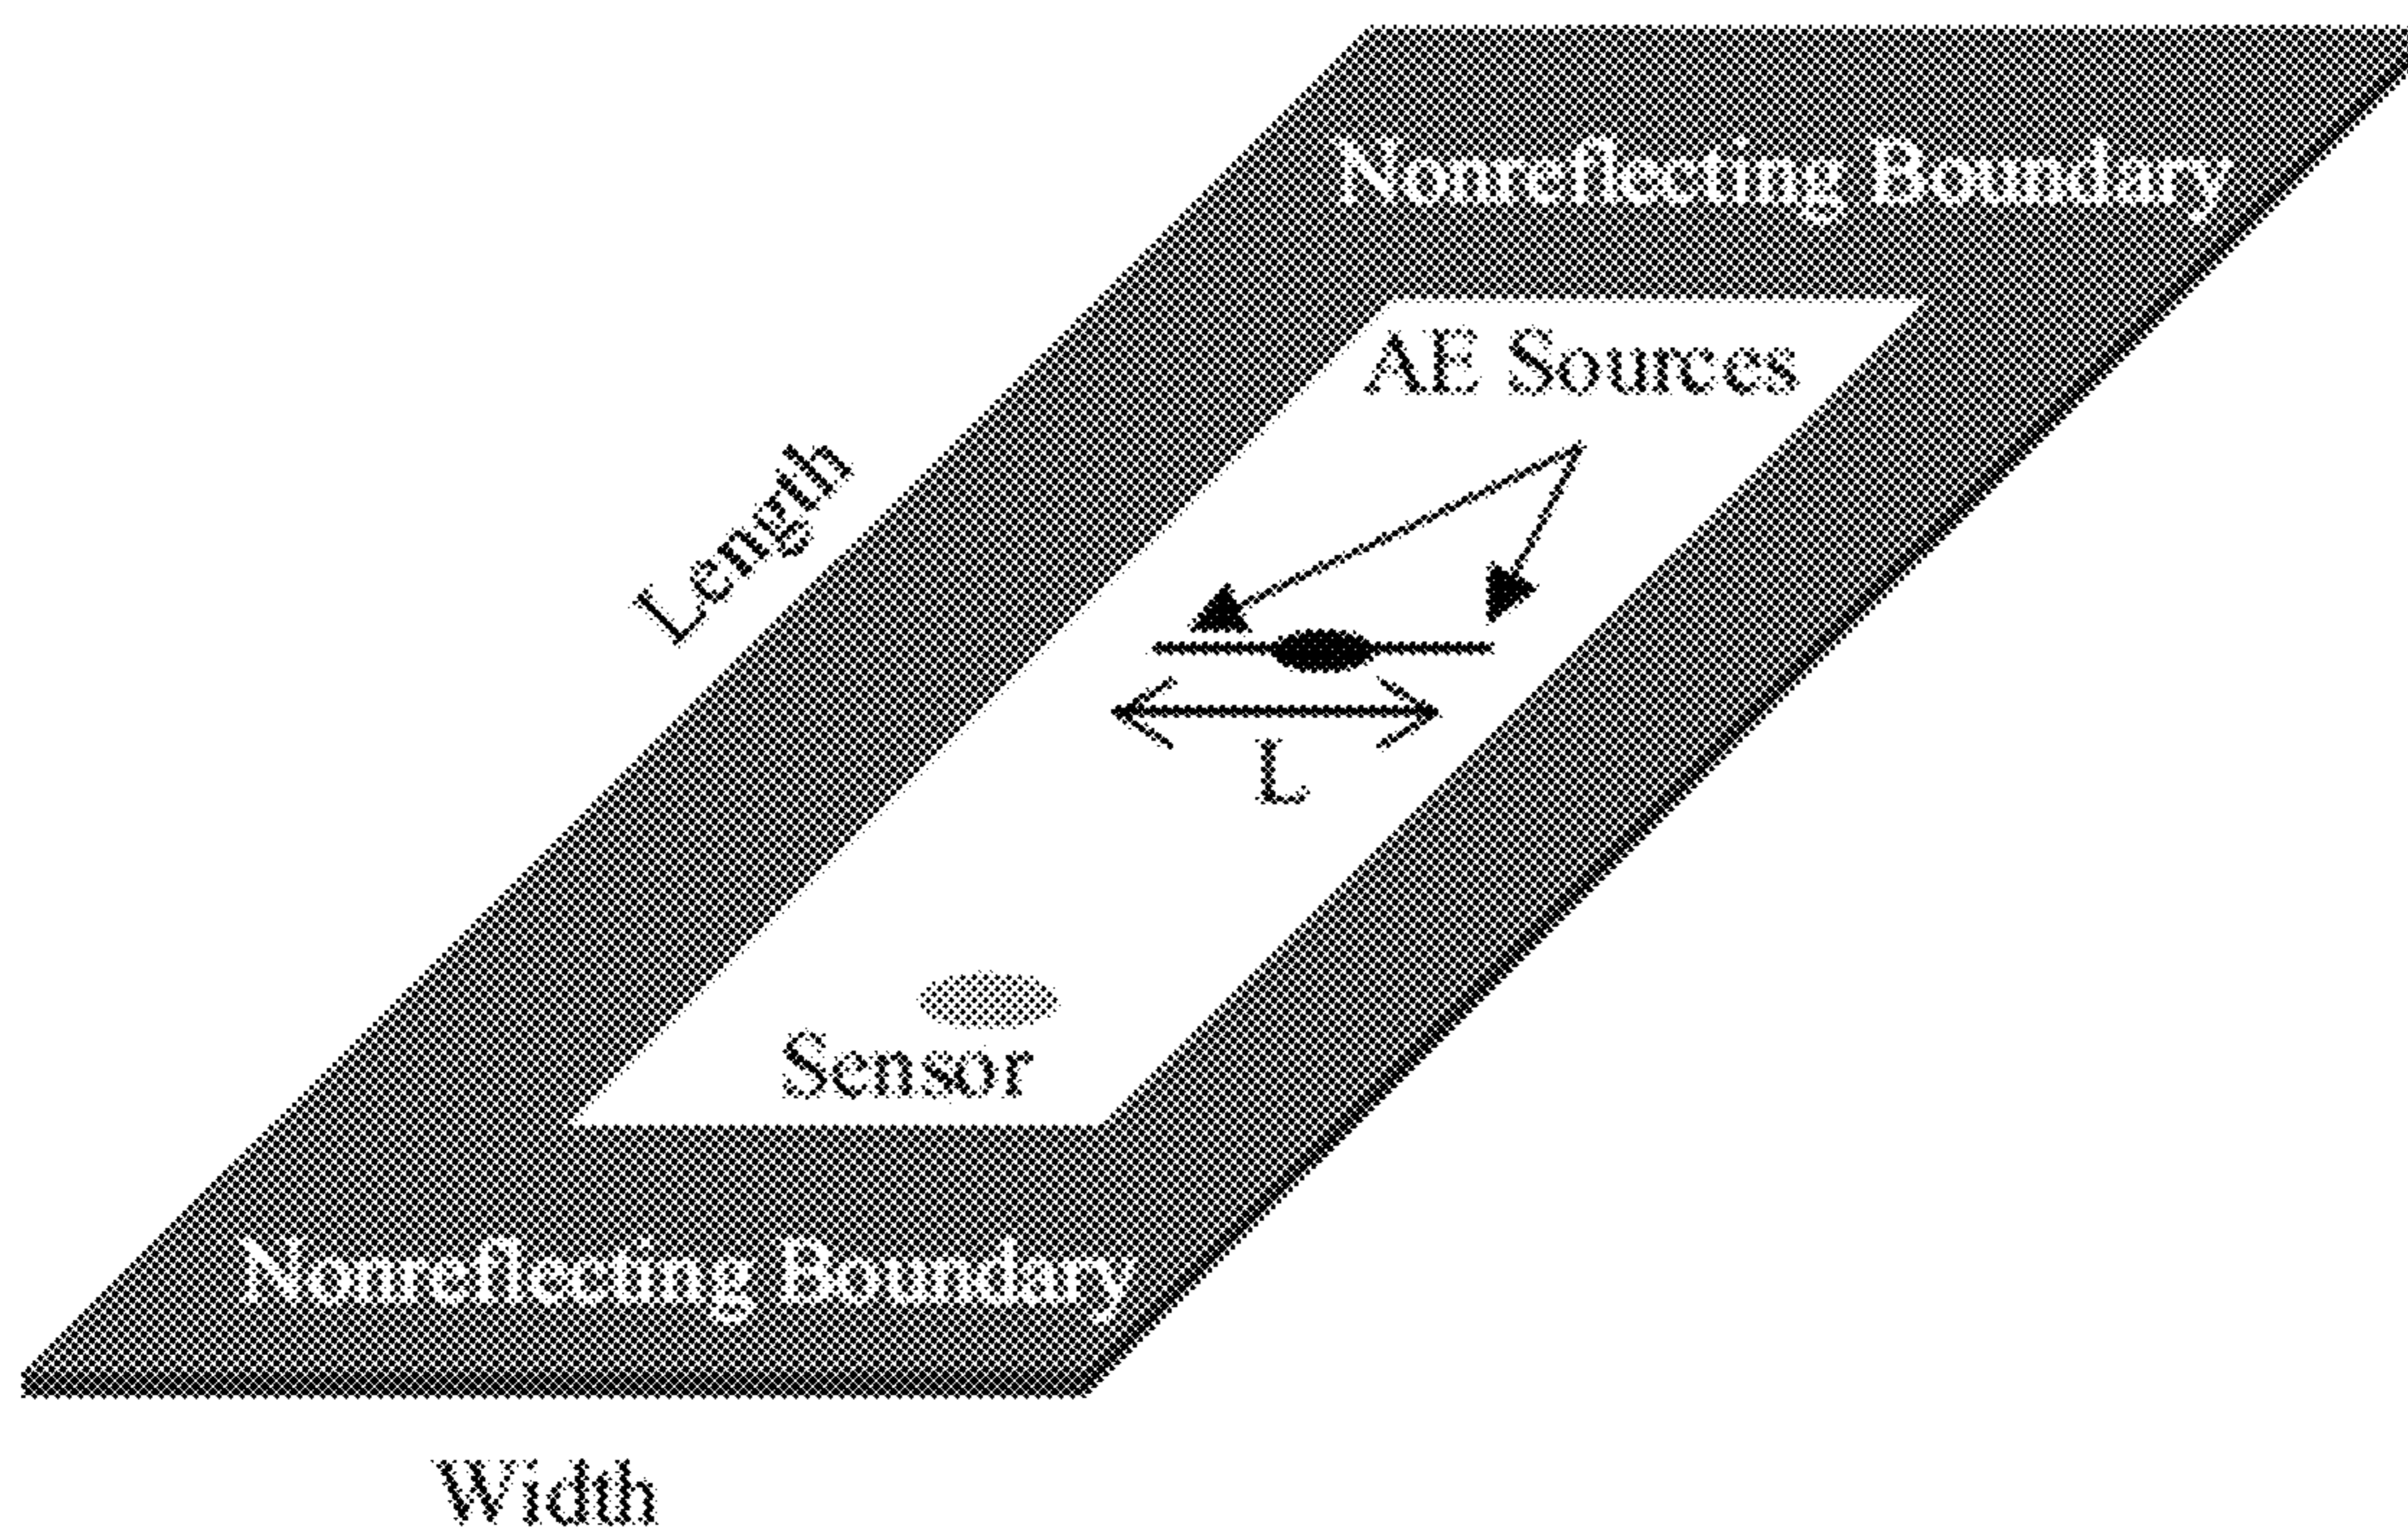 Nonreflecting Boundary
AE Sources
Length
L
Sensor
Nonreflecting Boundary
Width